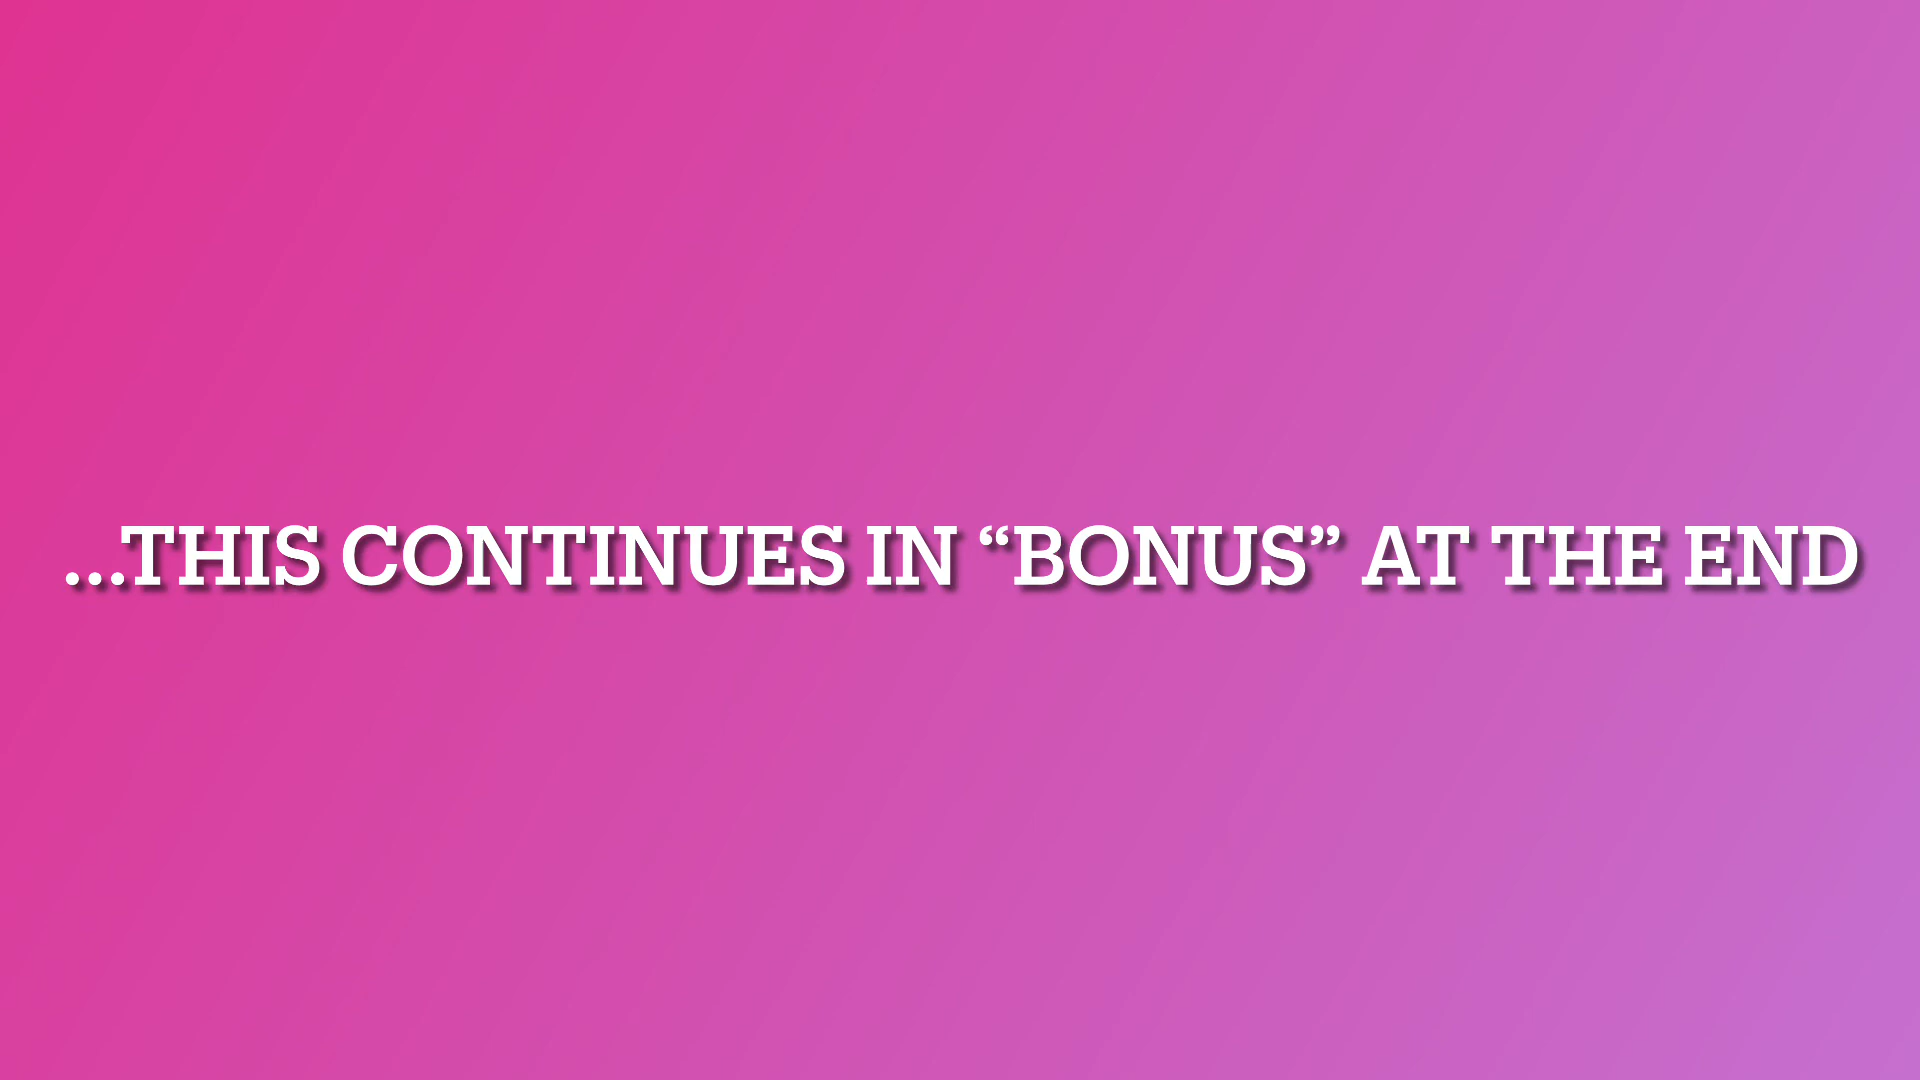 ...THIS CONTINUES IN “BONUS” AT THE END